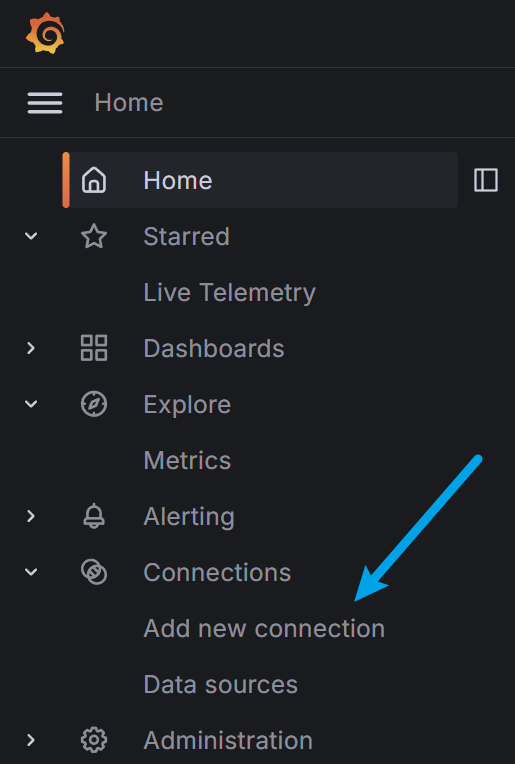 Home
Home
Starred
Live Telemetry
Dashboards
Explore
Metrics
Alerting
Connections
Add new connection
Data sources
Administration